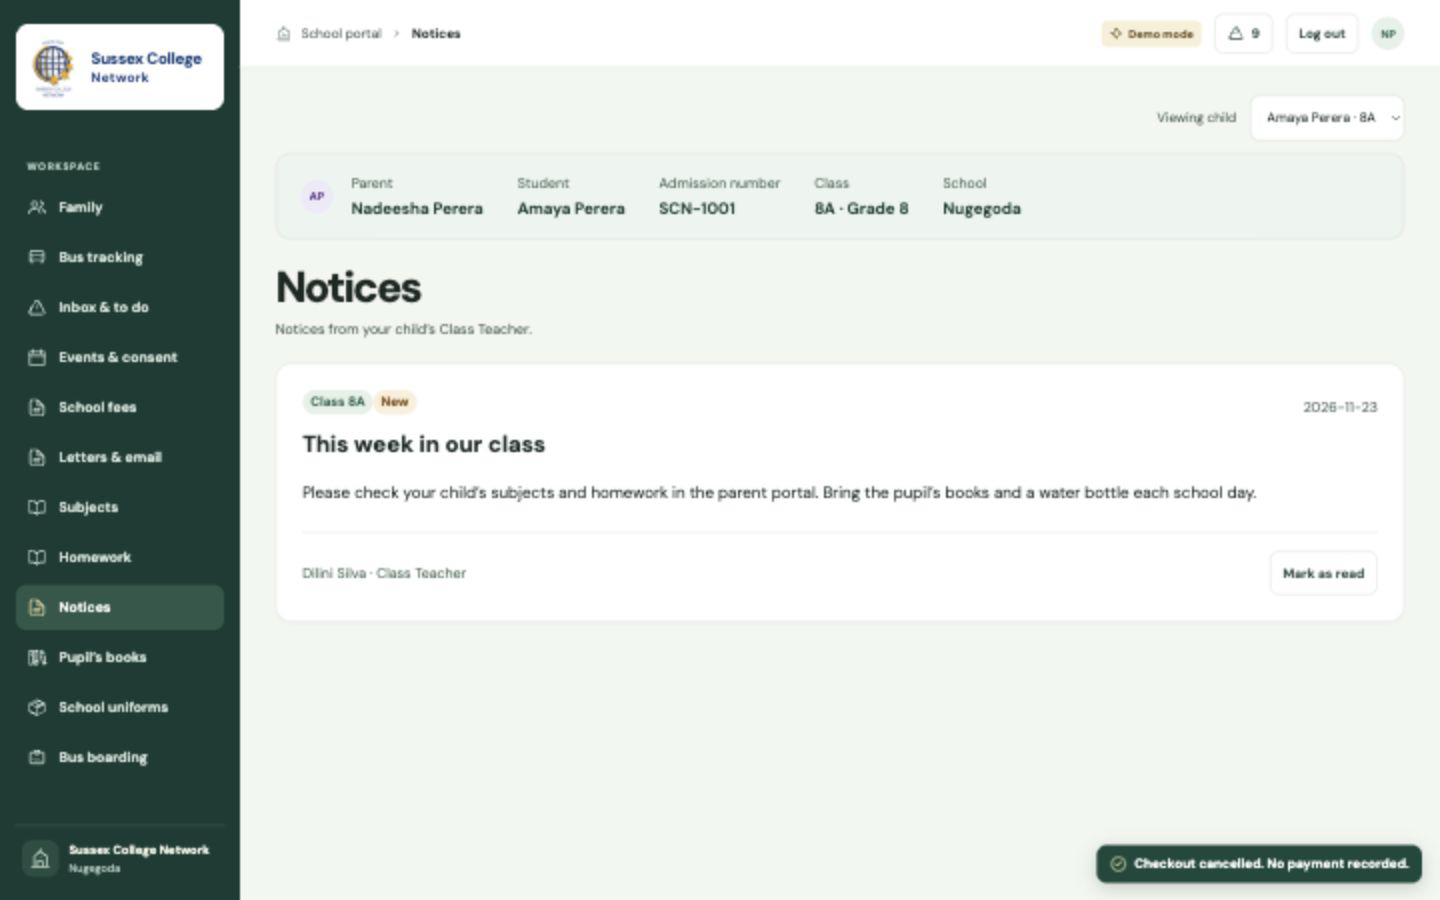 Sussex College
Network
School portal > Notices
Demo mode
9
Log out
NP
Viewing child
Amaya Perera · 8A
WORKSPACE
Family
Bus tracking
Inbox & to do
Events & consent
School fees
Letters & email
Subjects
Homework
Notices
Pupil's books
School uniforms
Bus boarding
Sussex College Network
Nugegoda
AP
Parent
Nadeesha Perera
Student
Amaya Perera
Admission number
SCN-1001
Class
8A · Grade 8
School
Nugegoda
Notices
Notices from your child's Class Teacher.
Class 8A New
2026-11-23
This week in our class
Please check your child's subjects and homework in the parent portal. Bring the pupil's books and a water bottle each school day.
Dilini Silva · Class Teacher
Mark as read
Checkout cancelled. No payment recorded.